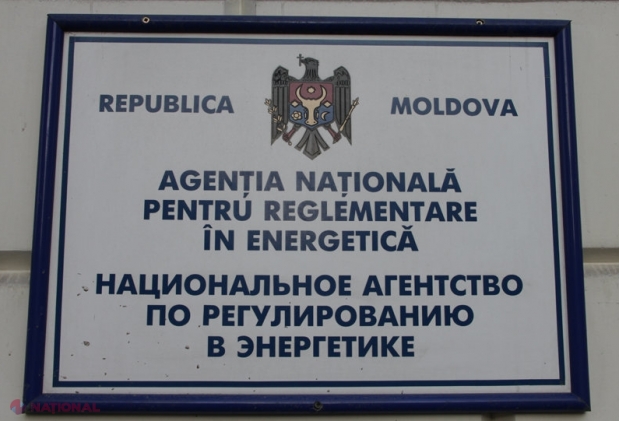 REPUBLICA MOLDOVA
AGENȚIA NAȚIONALĂ
PENTRU REGLEMENTARE
ÎN ENERGETICĂ
НАЦИОНАЛЬНОЕ АГЕНТСТВО
ПО РЕГУЛИРОВАНИЮ
В ЭНЕРГЕТИКЕ
NATIONAL